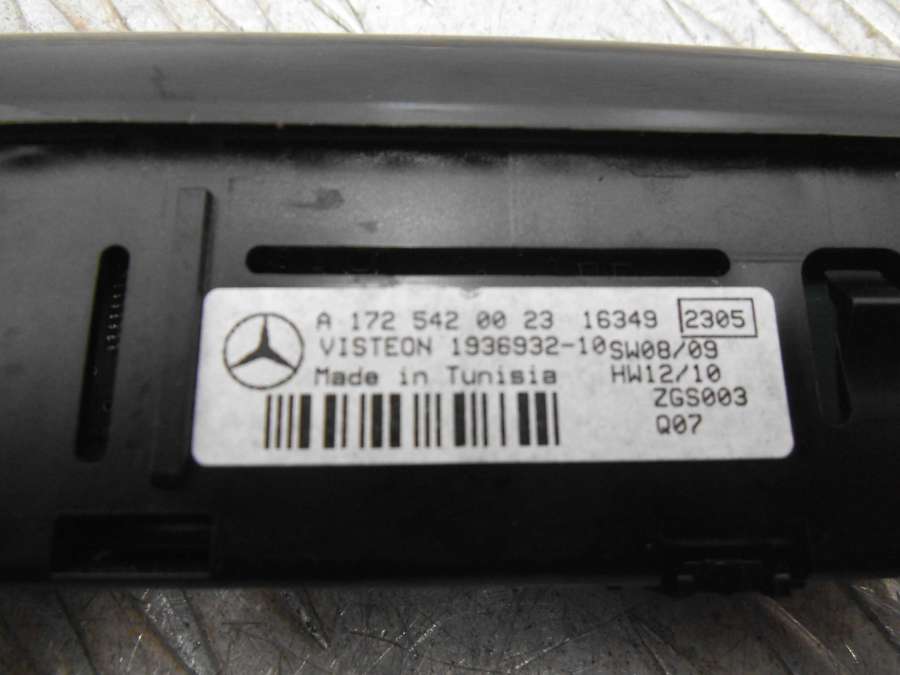 A 172 542 00 23 16349 2305
VISTEON 1936932-10 SW08/09
Made in Tunisia HW12/10
ZGS003
Q07